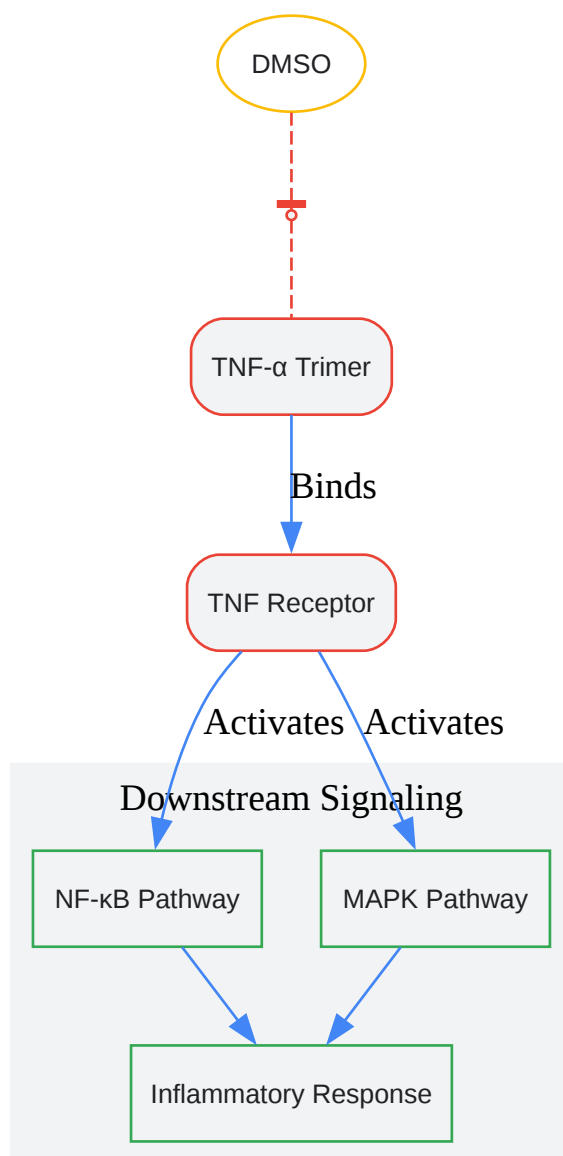 DMSO
TNF-α Trimer
Binds
TNF Receptor
Activates
Activates
Downstream Signaling
NF-κB Pathway
MAPK Pathway
Inflammatory Response